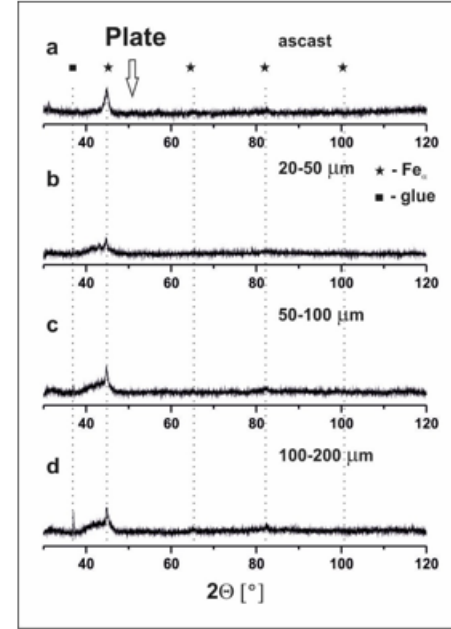 Plate
a ascast
■ ★ ★ ★ ★
40 60 80 100 120
b 20-50 μm ★ - Feα
■ - glue
40 60 80 100 120
c 50-100 μm
40 60 80 100 120
d 100-200 μm
40 60 80 100 120
2Θ [°]